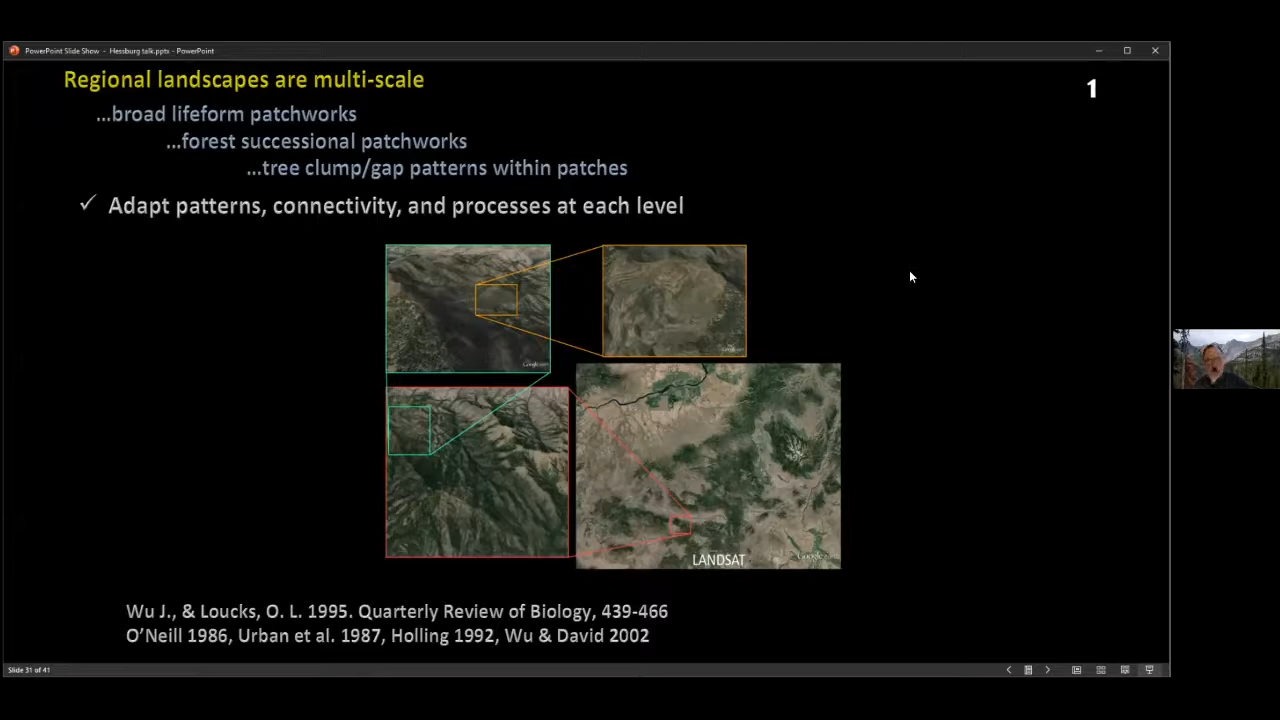 PowerPoint Slide Show - Hessburg talk.pptx - PowerPoint
Regional landscapes are multi-scale
1
...broad lifeform patchworks
...forest successional patchworks
...tree clump/gap patterns within patches
✓ Adapt patterns, connectivity, and processes at each level
Google
LANDSAT
Google
Wu J., & Loucks, O. L. 1995. Quarterly Review of Biology, 439-466
O'Neill 1986, Urban et al. 1987, Holling 1992, Wu & David 2002
Slide 31 of 41